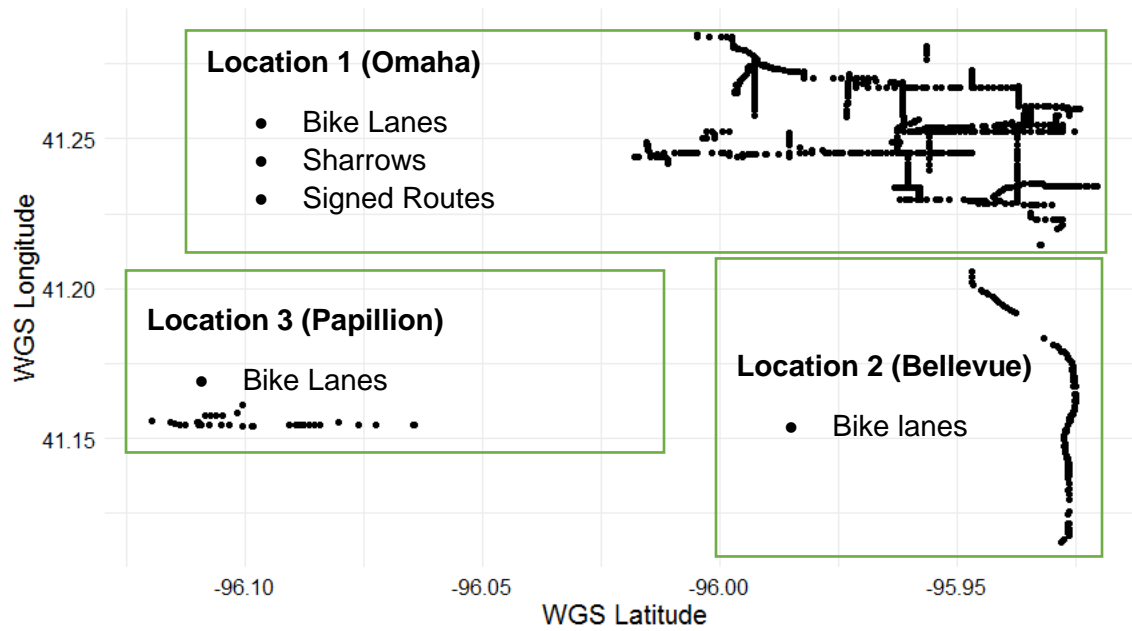 Location 1 (Omaha)
• Bike Lanes
• Sharrows
• Signed Routes
Location 3 (Papillion)
• Bike Lanes
Location 2 (Bellevue)
• Bike lanes
WGS Longitude
41.25
41.20
41.15
-96.10
-96.05
-96.00
-95.95
WGS Latitude